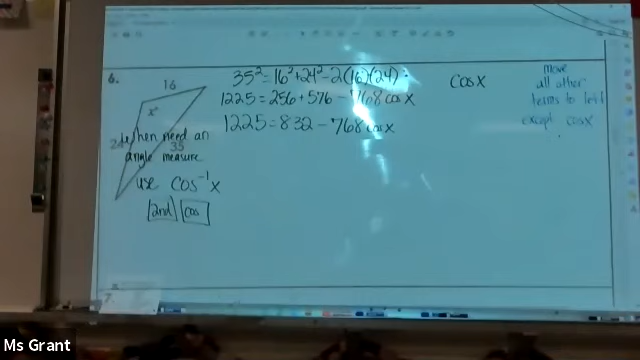 6.
16
x°
24
35
35² = 16² + 24² - 2(16)(24) · cos x
1225 = 256 + 576 - 768 cos x
1225 = 832 - 768 cos x
When need an
angle measure
use cos⁻¹x
2nd cos
move
all other
terms to left
except cos x
7.
Ms Grant